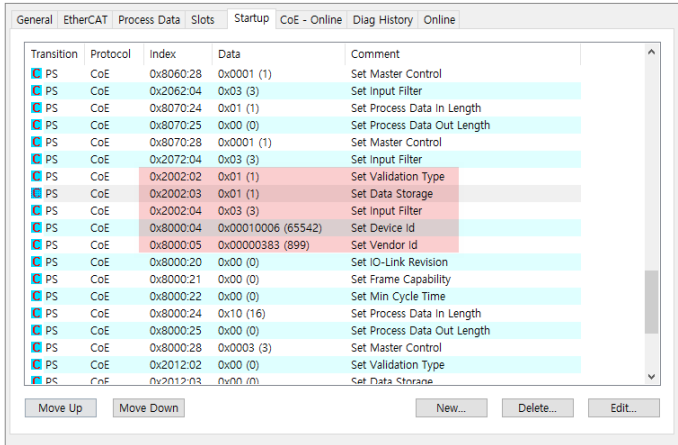 General EtherCAT Process Data Slots Startup CoE - Online Diag History Online
Transition Protocol Index Data Comment
C PS CoE 0x8060:28 0x0001 (1) Set Master Control
C PS CoE 0x2062:04 0x03 (3) Set Input Filter
C PS CoE 0x8070:24 0x01 (1) Set Process Data In Length
C PS CoE 0x8070:25 0x00 (0) Set Process Data Out Length
C PS CoE 0x8070:28 0x0001 (1) Set Master Control
C PS CoE 0x2072:04 0x03 (3) Set Input Filter
C PS CoE 0x2002:02 0x01 (1) Set Validation Type
C PS CoE 0x2002:03 0x01 (1) Set Data Storage
C PS CoE 0x2002:04 0x03 (3) Set Input Filter
C PS CoE 0x8000:04 0x00010006 (65542) Set Device Id
C PS CoE 0x8000:05 0x00000383 (899) Set Vendor Id
C PS CoE 0x8000:20 0x00 (0) Set IO-Link Revision
C PS CoE 0x8000:21 0x00 (0) Set Frame Capability
C PS CoE 0x8000:22 0x00 (0) Set Min Cycle Time
C PS CoE 0x8000:24 0x10 (16) Set Process Data In Length
C PS CoE 0x8000:25 0x00 (0) Set Process Data Out Length
C PS CoE 0x8000:28 0x0003 (3) Set Master Control
C PS CoE 0x2012:02 0x00 (0) Set Validation Type
C PS CoE 0x2012:03 0x00 (0) Set Data Storage
Move Up Move Down New... Delete... Edit...